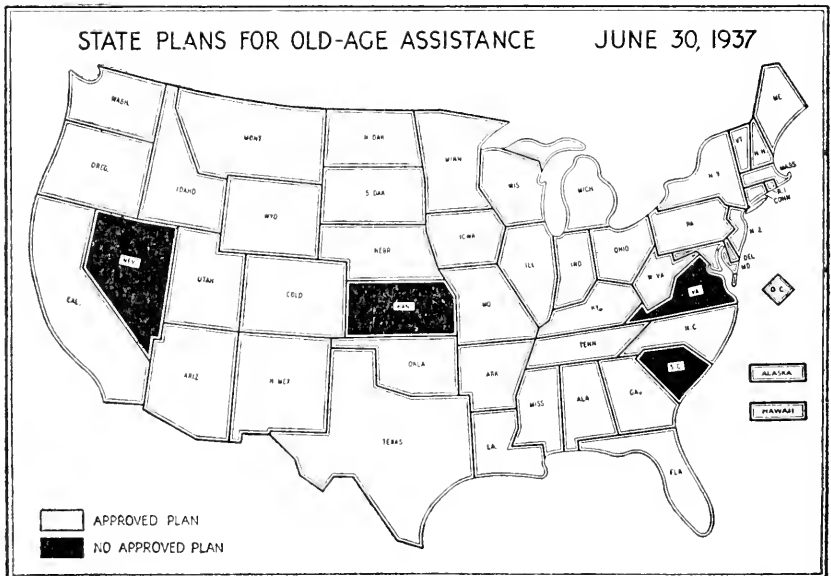 STATE PLANS FOR OLD-AGE ASSISTANCE JUNE 30, 1937
WASH.
MONT
N. DAK
MINN
ME.
OREG.
IDAHO
S. DAK
WIS
MICH
VT
N.H.
N.Y.
MASS
R.I
CONN
WYO
IOWA
PA
N.J.
NEV.
NEBR
OHIO
DEL
MD
UTAH
ILL
IND
W. VA
D.C.
CAL.
COLO
KAN.
MO
KY.
VA.
N.C
TENN
ARIZ
N. MEX
OKLA
ARK
S.C.
ALASKA
MISS
ALA
GA.
HAWAII
TEXAS
LA.
FLA
APPROVED PLAN
NO APPROVED PLAN